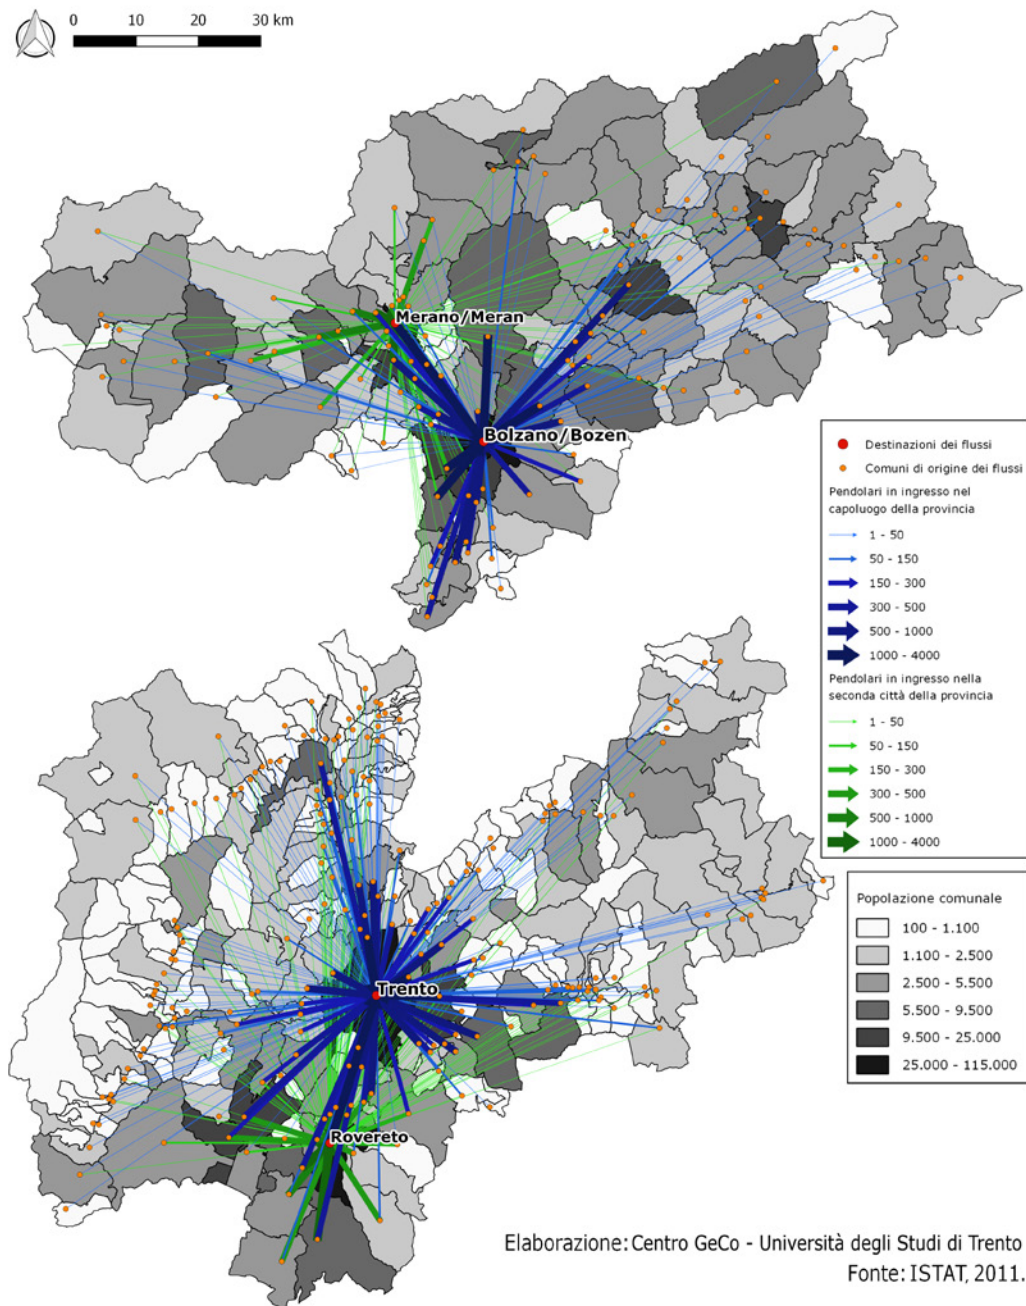 0 10 20 30 km
Merano/Meran
Bolzano/Bozen
Destinazioni dei flussi
Comuni di origine dei flussi
Pendolari in ingresso nel
capoluogo della provincia
1 - 50
50 - 150
150 - 300
300 - 500
500 - 1000
1000 - 4000
Pendolari in ingresso nella
seconda città della provincia
1 - 50
50 - 150
150 - 300
300 - 500
500 - 1000
1000 - 4000
Popolazione comunale
100 - 1.100
1.100 - 2.500
2.500 - 5.500
5.500 - 9.500
9.500 - 25.000
25.000 - 115.000
Trento
Rovereto
Elaborazione: Centro GeCo - Università degli Studi di Trento
Fonte: ISTAT, 2011.